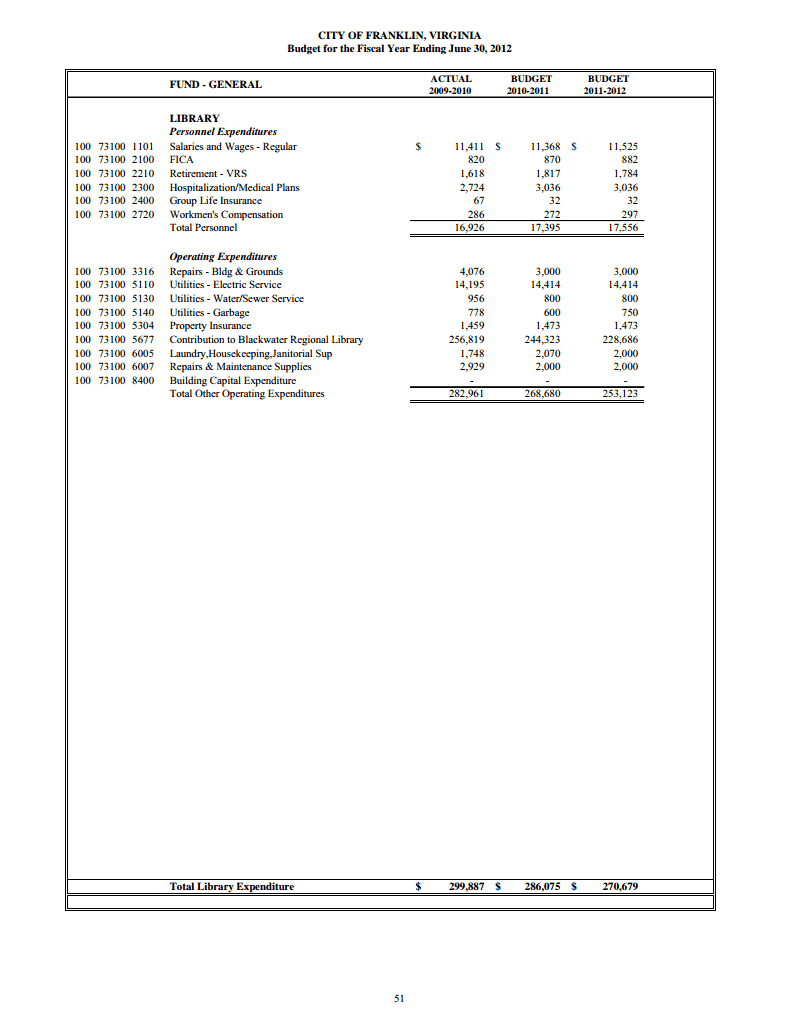 CITY OF FRANKLIN, VIRGINIA
Budget for the Fiscal Year Ending June 30, 2012
FUND - GENERAL ACTUAL 2009-2010 BUDGET 2010-2011 BUDGET 2011-2012
LIBRARY
Personnel Expenditures
100 73100 1101 Salaries and Wages - Regular $ 11,411 $ 11,368 $ 11,525
100 73100 2100 FICA 820 870 882
100 73100 2210 Retirement - VRS 1,618 1,817 1,784
100 73100 2300 Hospitalization/Medical Plans 2,724 3,036 3,036
100 73100 2400 Group Life Insurance 67 32 32
100 73100 2720 Workmen's Compensation 286 272 297
Total Personnel 16,926 17,395 17,556
Operating Expenditures
100 73100 3316 Repairs - Bldg & Grounds 4,076 3,000 3,000
100 73100 5110 Utilities - Electric Service 14,195 14,414 14,414
100 73100 5130 Utilities - Water/Sewer Service 956 800 800
100 73100 5140 Utilities - Garbage 778 600 750
100 73100 5304 Property Insurance 1,459 1,473 1,473
100 73100 5677 Contribution to Blackwater Regional Library 256,819 244,323 228,686
100 73100 6005 Laundry,Housekeeping,Janitorial Sup 1,748 2,070 2,000
100 73100 6007 Repairs & Maintenance Supplies 2,929 2,000 2,000
100 73100 8400 Building Capital Expenditure - - -
Total Other Operating Expenditures 282,961 268,680 253,123
Total Library Expenditure $ 299,887 $ 286,075 $ 270,679
51